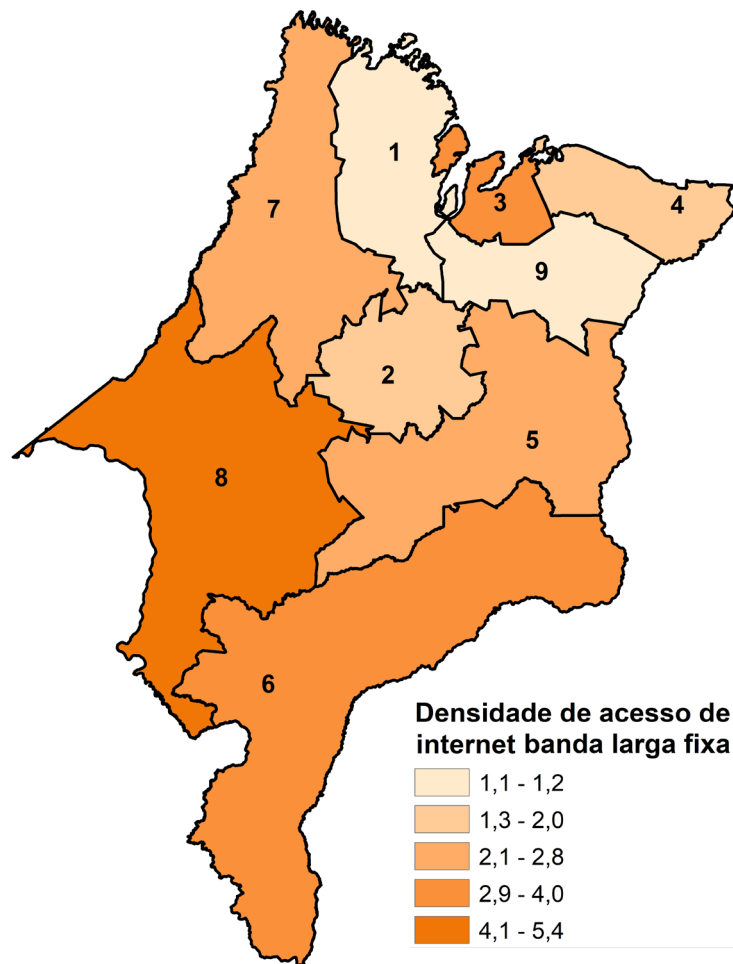 1
3
4
7
9
2
5
8
6
Densidade de acesso de
internet banda larga fixa
1,1 - 1,2
1,3 - 2,0
2,1 - 2,8
2,9 - 4,0
4,1 - 5,4